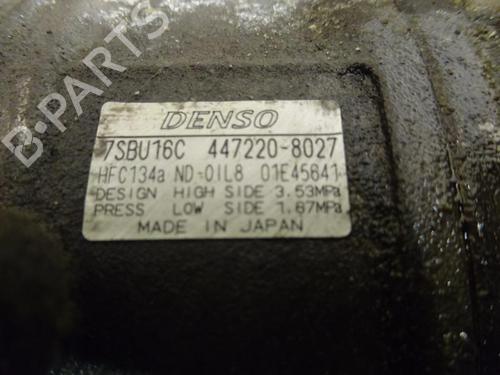 B-PARTS
DENSO
7SBU16C 447220-8027
HFC134a ND-OIL8 01E45641
DESIGN HIGH SIDE 3.53MPa
PRESS LOW SIDE 1.67MPa
MADE IN JAPAN